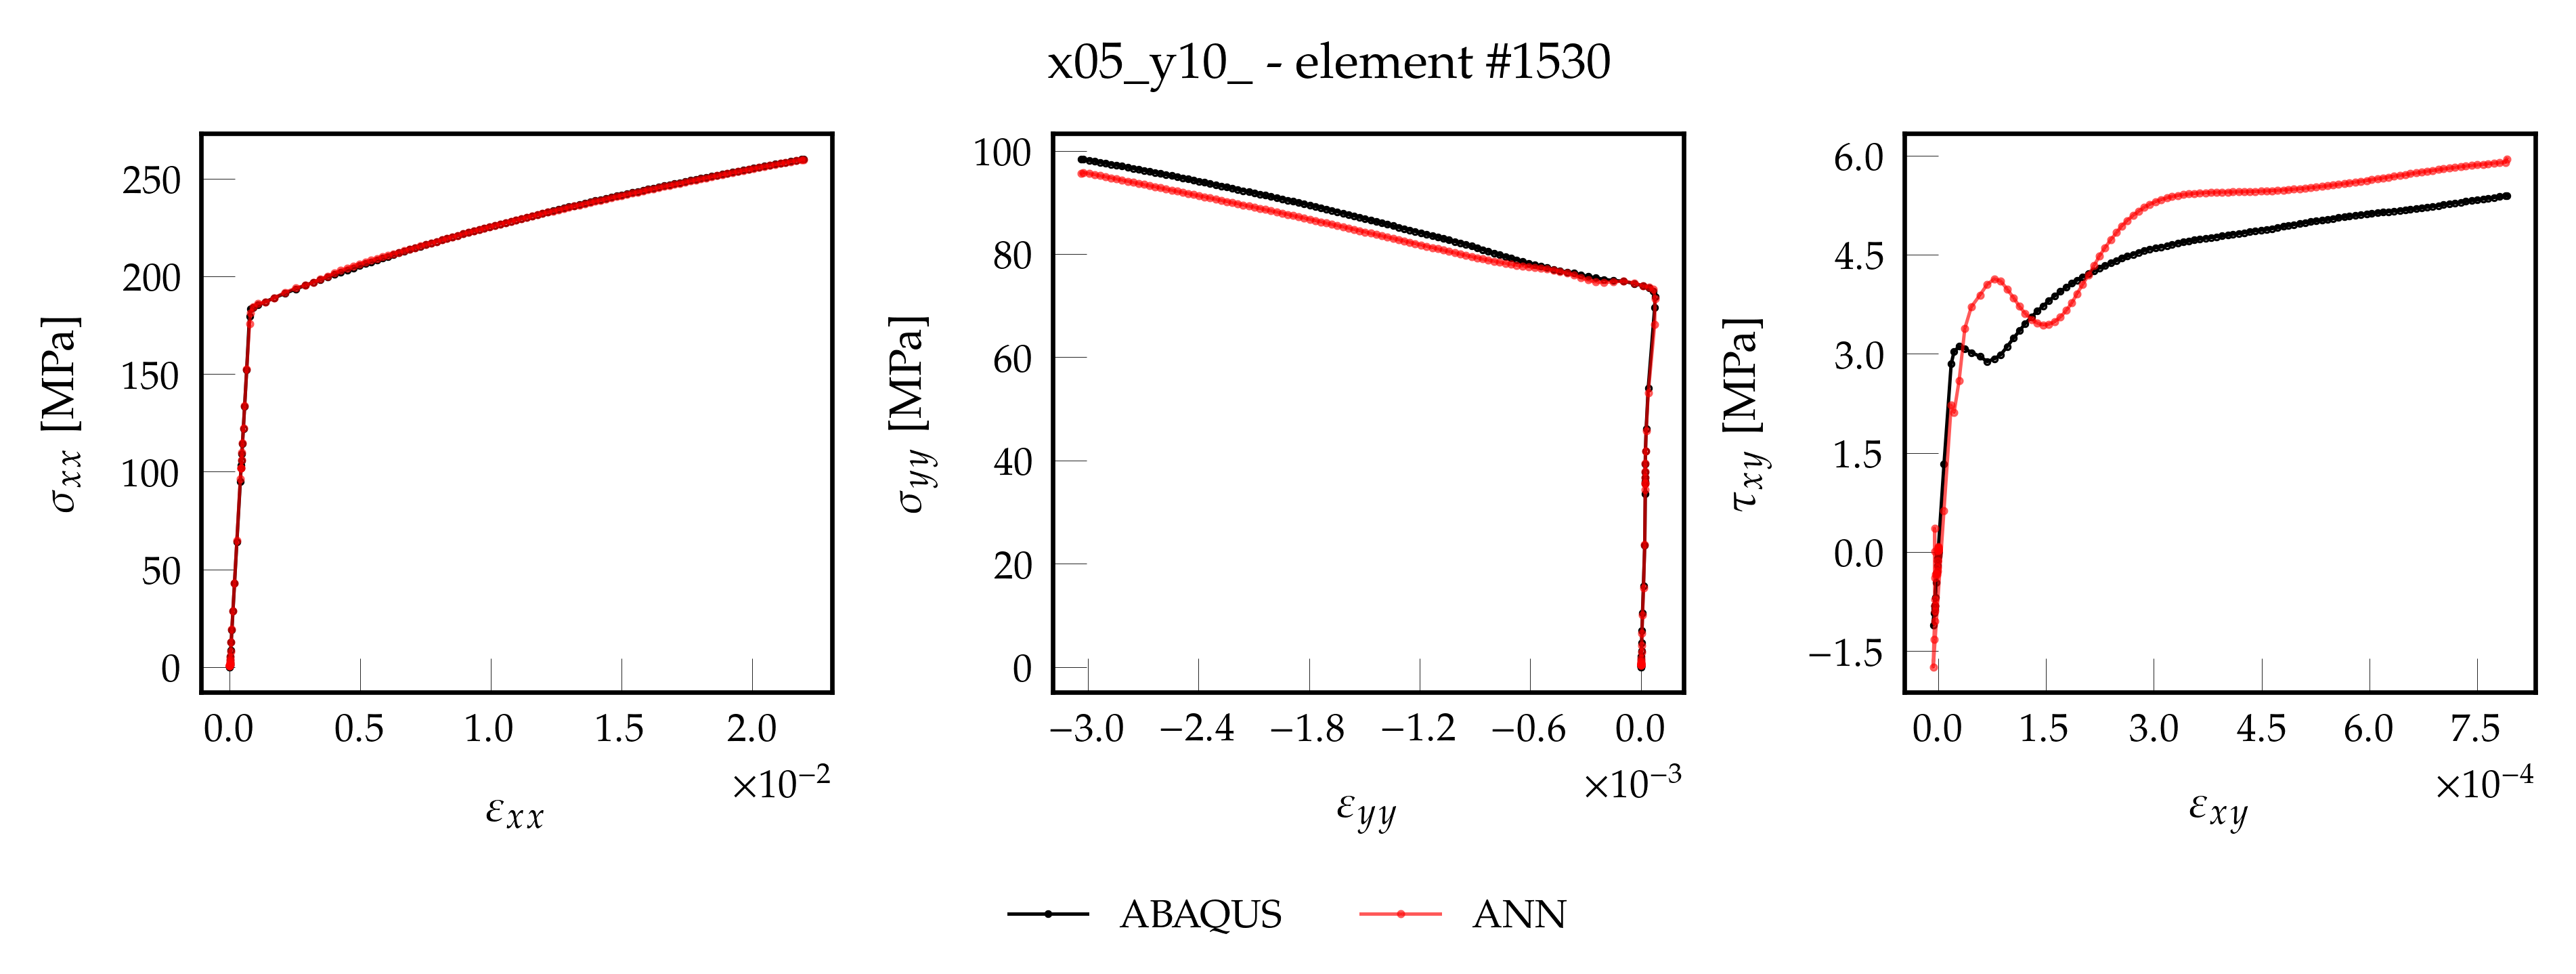 x05_y10_ - element #1530
σxx [MPa]
250
200
150
100
50
0
0.0 0.5 1.0 1.5 2.0
×10−2
εxx
σyy [MPa]
100
80
60
40
20
0
−3.0 −2.4 −1.8 −1.2 −0.6 0.0
×10−3
εyy
τxy [MPa]
6.0
4.5
3.0
1.5
0.0
−1.5
0.0 1.5 3.0 4.5 6.0 7.5
×10−4
εxy
ABAQUS ANN